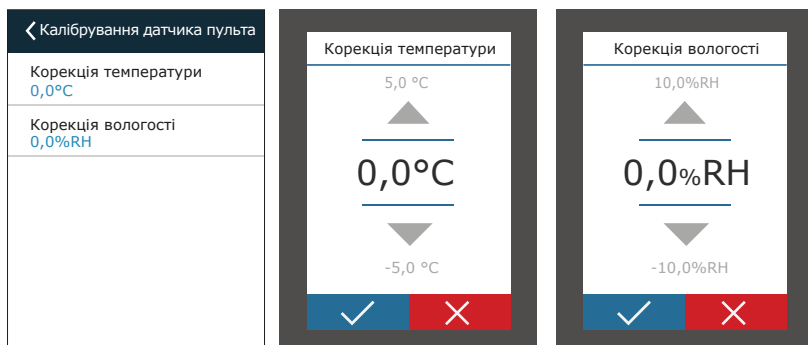 Калібрування датчика пульта
Корекція температури
0,0°C
Корекція вологості
0,0%RH
Корекція температури
5,0 °C
0,0°C
-5,0 °C
Корекція вологості
10,0%RH
0,0%RH
-10,0%RH